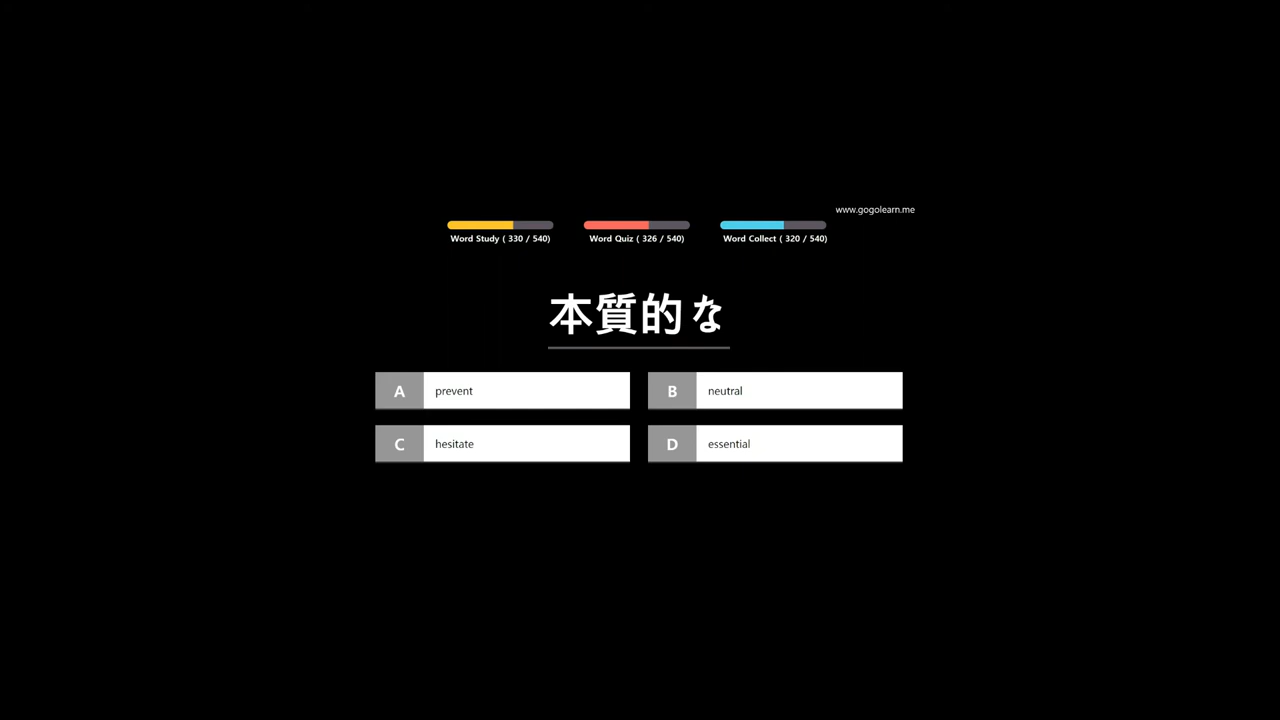 www.gogolearn.me
Word Study ( 330 / 540)
Word Quiz ( 326 / 540)
Word Collect ( 320 / 540)
本質的な
A prevent
B neutral
C hesitate
D essential